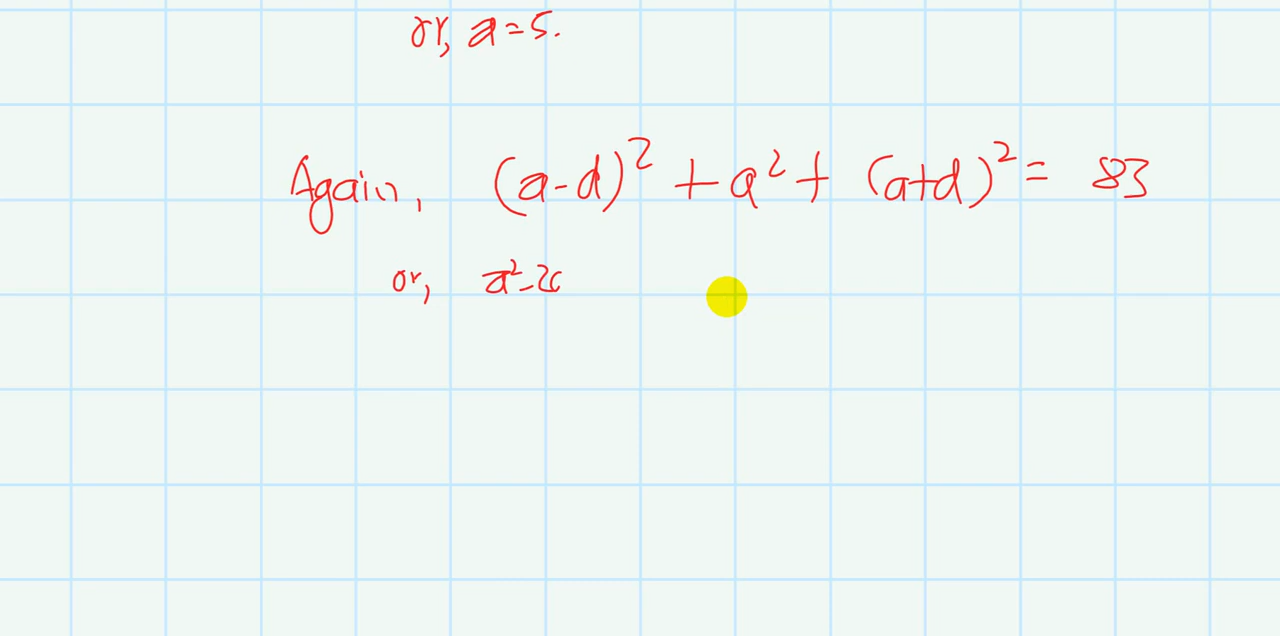 or, a = 5.
Again, (a-d)² + a² + (a+d)² = 83
or, a² - 2a